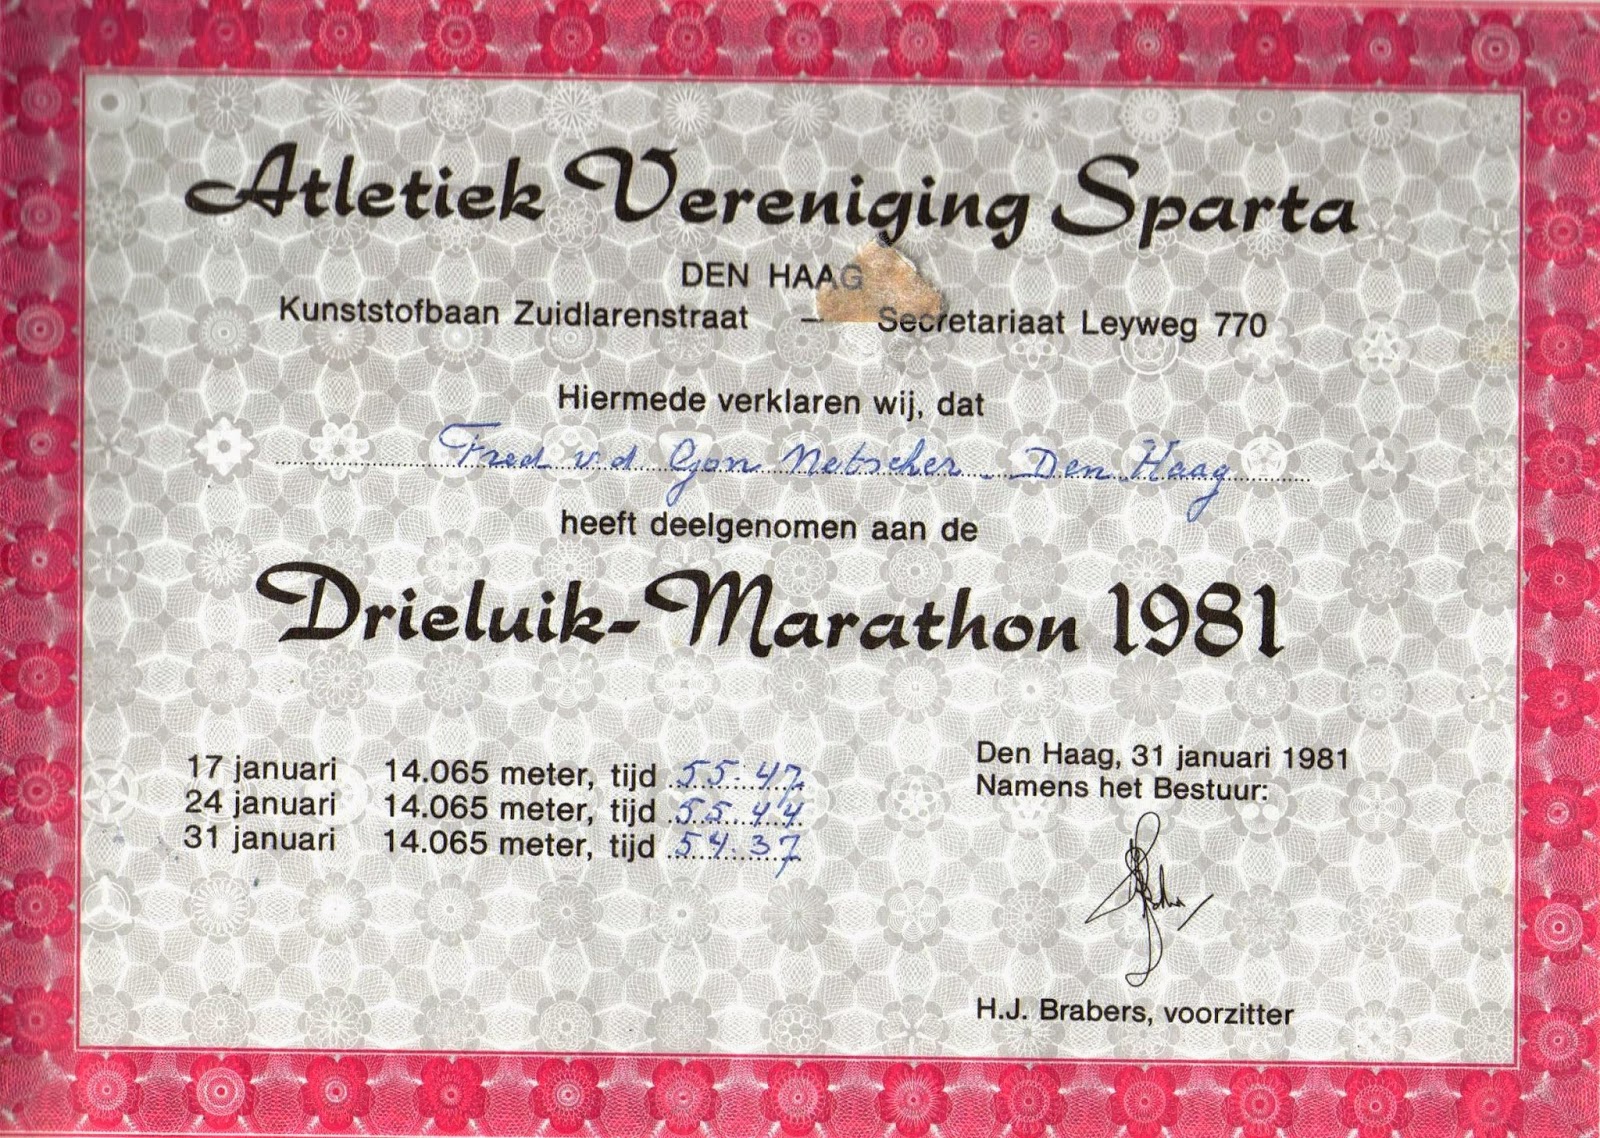 Atletiek Vereniging Sparta
DEN HAAG
Kunststofbaan Zuidlarenstraat – Secretariaat Leyweg 770
Hiermede verklaren wij, dat
Fred v d Gon Netscher - Den Haag
heeft deelgenomen aan de
Drieluik-Marathon 1981
17 januari 14.065 meter, tijd 55.47
24 januari 14.065 meter, tijd 55.44
31 januari 14.065 meter, tijd 54.37
Den Haag, 31 januari 1981
Namens het Bestuur:
H.J. Brabers, voorzitter